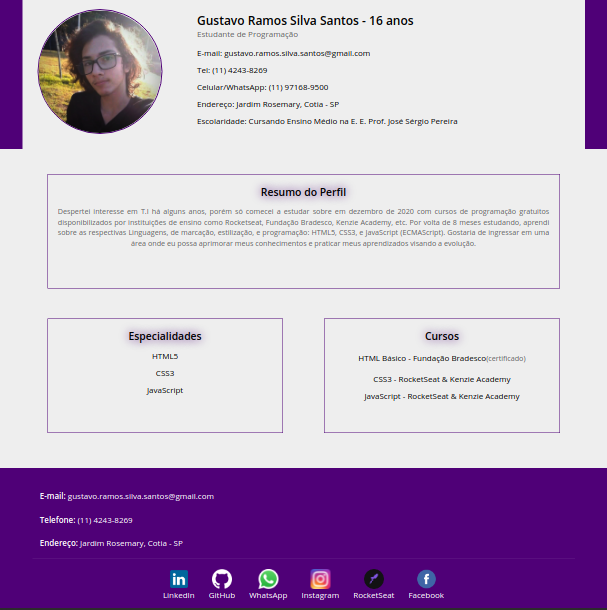 Gustavo Ramos Silva Santos - 16 anos
Estudante de Programação
E-mail: gustavo.ramos.silva.santos@gmail.com
Tel: (11) 4243-8269
Celular/WhatsApp: (11) 97168-9500
Endereço: Jardim Rosemary, Cotia - SP
Escolaridade: Cursando Ensino Médio na E. E. Prof. José Sérgio Pereira
Resumo do Perfil
Despertei interesse em T.I há alguns anos, porém só comecei a estudar sobre em dezembro de 2020 com cursos de programação gratuitos
disponibilizados por instituições de ensino como Rocketseat, Fundação Bradesco, Kenzie Academy, etc. Por volta de 8 meses estudando, aprendi
sobre as respectivas Linguagens, de marcação, estilização, e programação: HTML5, CSS3, e JavaScript (ECMAScript). Gostaria de ingressar em uma
área onde eu possa aprimorar meus conhecimentos e praticar meus aprendizados visando a evolução.
Especialidades
HTML5
CSS3
JavaScript
Cursos
HTML Básico - Fundação Bradesco(certificado)
CSS3 - RocketSeat & Kenzie Academy
JavaScript - RocketSeat & Kenzie Academy
E-mail: gustavo.ramos.silva.santos@gmail.com
Telefone: (11) 4243-8269
Endereço: Jardim Rosemary, Cotia - SP
LinkedIn GitHub WhatsApp Instagram RocketSeat Facebook